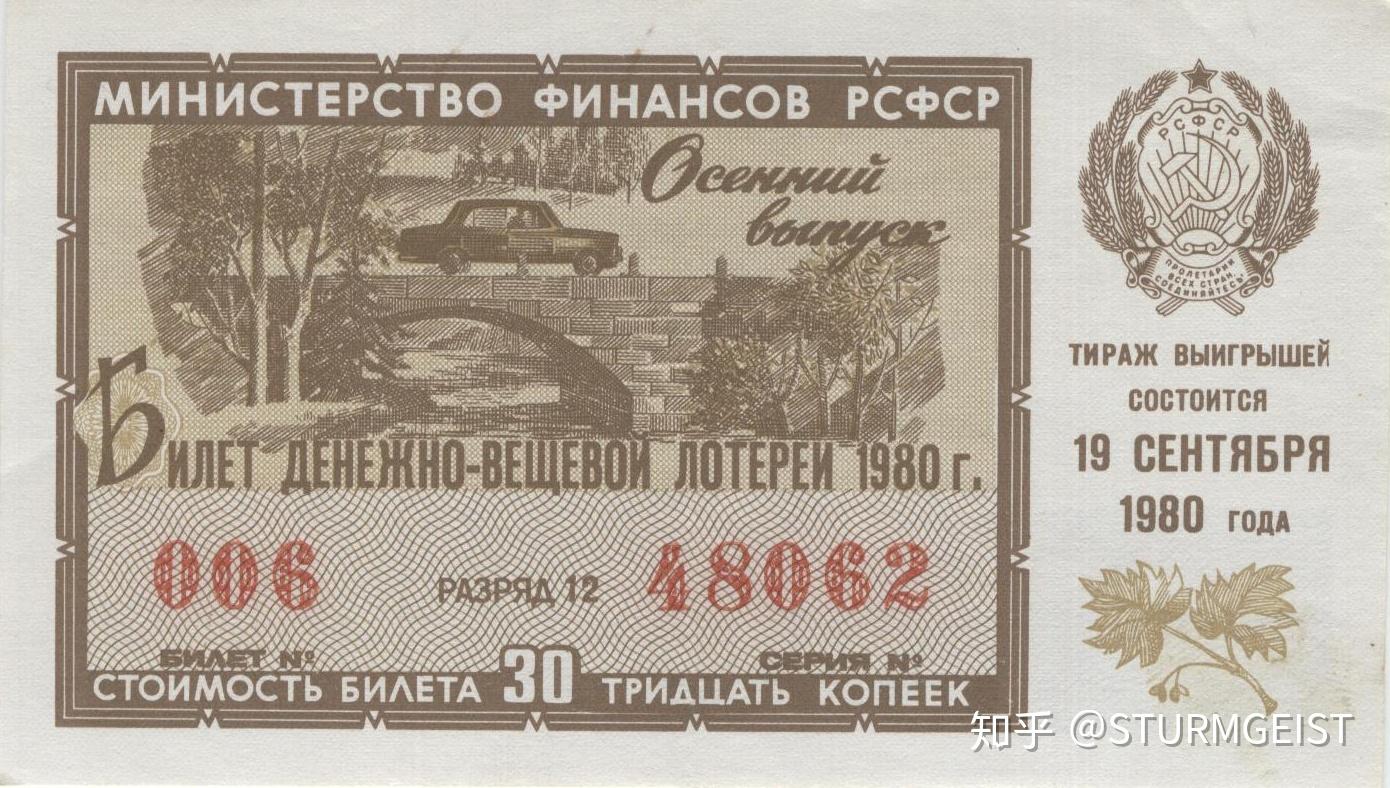 МИНИСТЕРСТВО ФИНАНСОВ РСФСР
Осенний
выпуск
БИЛЕТ ДЕНЕЖНО-ВЕЩЕВОЙ ЛОТЕРЕИ 1980 г.
006 РАЗРЯД 12 48062
БИЛЕТ № СЕРИЯ №
СТОИМОСТЬ БИЛЕТА 30 ТРИДЦАТЬ КОПЕЕК
РСФСР
ПРОЛЕТАРИИ
ВСЕХ СТРАН,
СОЕДИНЯЙТЕСЬ!
ТИРАЖ ВЫИГРЫШЕЙ
СОСТОИТСЯ
19 СЕНТЯБРЯ
1980 ГОДА
知乎 @STURMGEIST